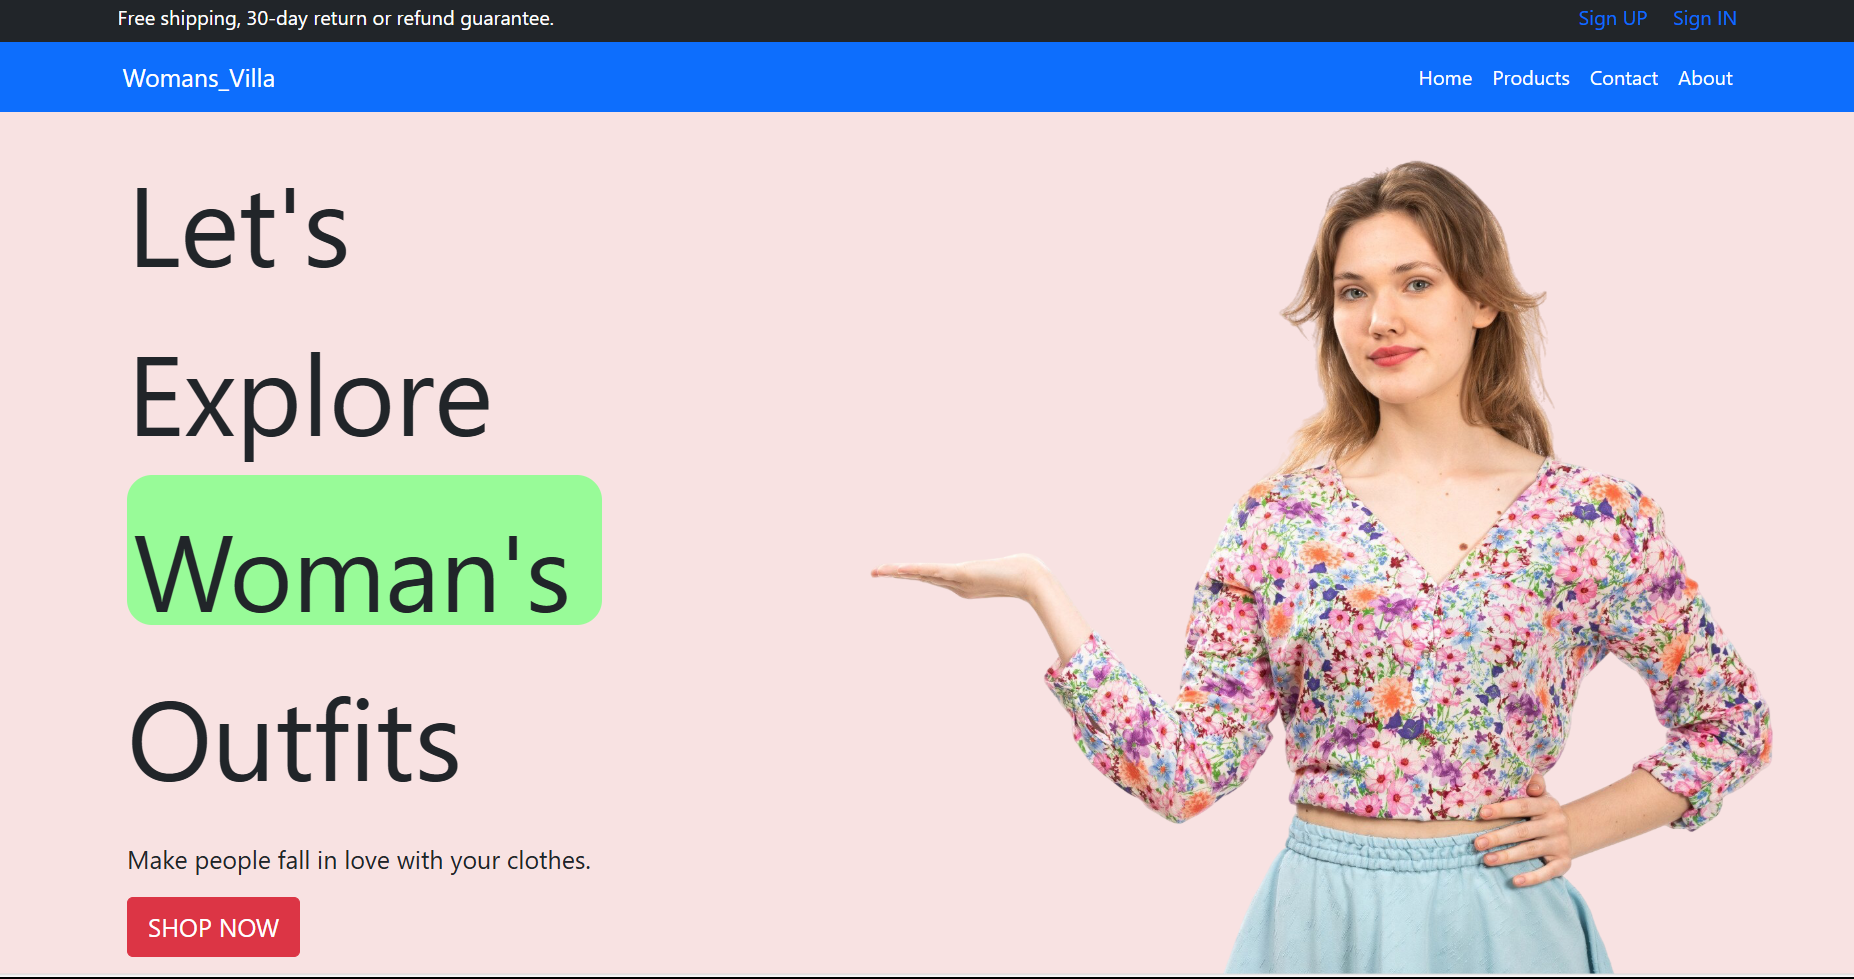 Free shipping, 30-day return or refund guarantee. Sign UP Sign IN
Womans_Villa Home Products Contact About
Let's
Explore
Woman's
Outfits
Make people fall in love with your clothes.
SHOP NOW